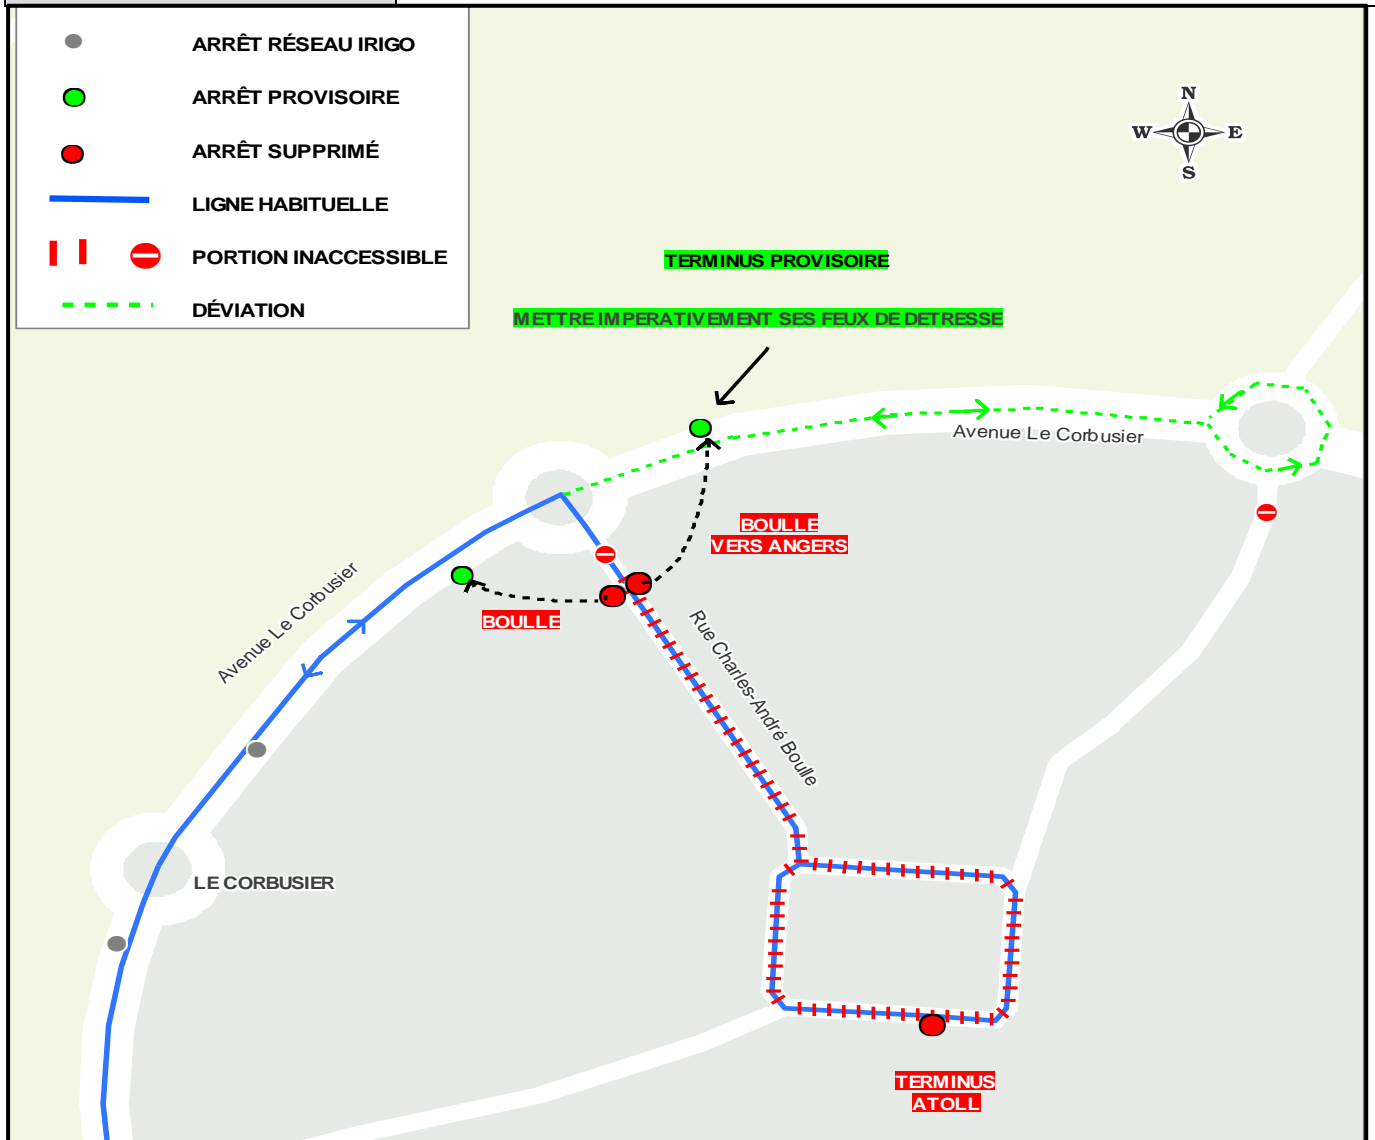 ARRÊT RÉSEAU IRIGO
ARRÊT PROVISOIRE
ARRÊT SUPPRIMÉ
LIGNE HABITUELLE
PORTION INACCESSIBLE
DÉVIATION
N
W E
S
TERMINUS PROVISOIRE
METTRE IMPERATIVEMENT SES FEUX DE DETRESSE
Avenue Le Corbusier
BOULLE
VERS ANGERS
Avenue Le Corbusier
BOULLE
Rue Charles-André Boulle
LE CORBUSIER
TERMINUS
ATOLL